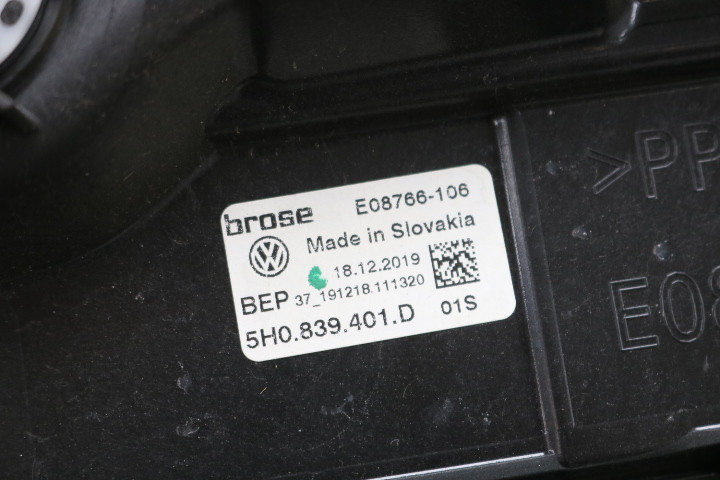 brose E08766-106
Made in Slovakia
18.12.2019
BEP 37_191218.111320
5H0.839.401.D 01S
>PP
E08